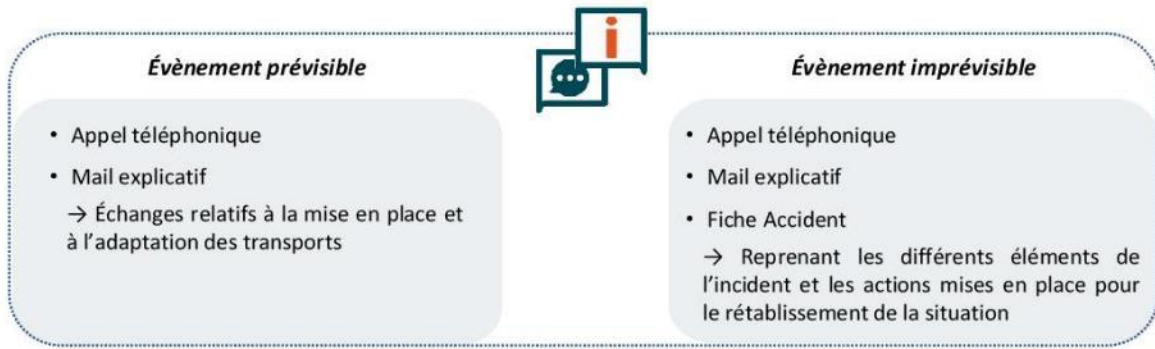 Évènement prévisible
• Appel téléphonique
• Mail explicatif
→ Échanges relatifs à la mise en place et
à l’adaptation des transports
i
Évènement imprévisible
• Appel téléphonique
• Mail explicatif
• Fiche Accident
→ Reprenant les différents éléments de
l’incident et les actions mises en place pour
le rétablissement de la situation